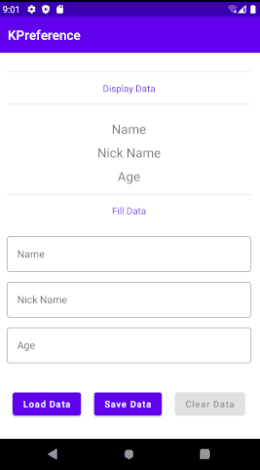 9:01
KPreference
Display Data
Name
Nick Name
Age
Fill Data
Name
Nick Name
Age
Load Data Save Data Clear Data